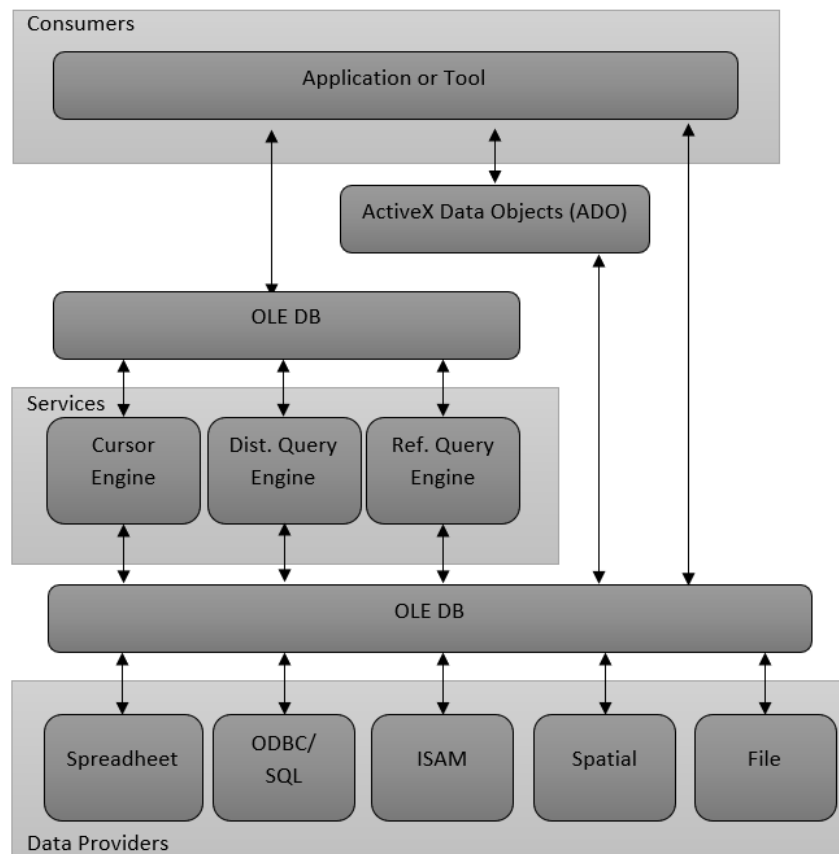 Consumers
Application or Tool
ActiveX Data Objects (ADO)
OLE DB
Services
Cursor
Engine
Dist. Query
Engine
Ref. Query
Engine
OLE DB
Spreadheet
ODBC/
SQL
ISAM
Spatial
File
Data Providers